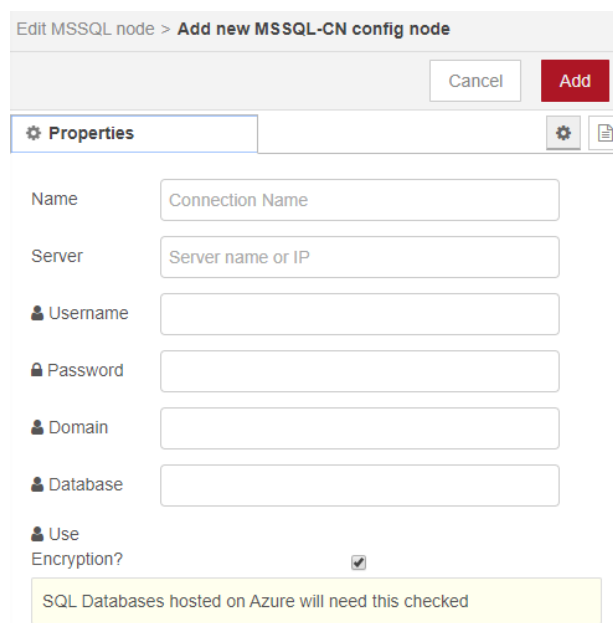 Edit MSSQL node > Add new MSSQL-CN config node
Cancel
Add
Properties
Name
Connection Name
Server
Server name or IP
Username
Password
Domain
Database
Use
Encryption?
SQL Databases hosted on Azure will need this checked